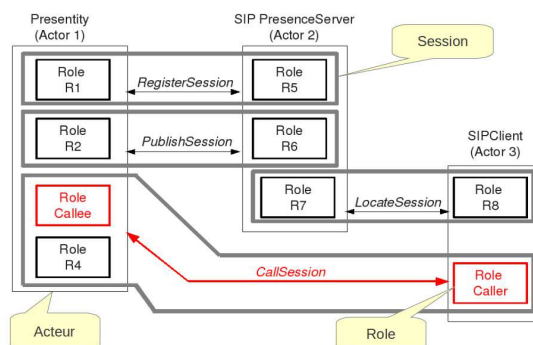 Presentity
(Actor 1)
SIP PresenceServer
(Actor 2)
Session
Role
R1
RegisterSession
Role
R5
Role
R2
PublishSession
Role
R6
SIPClient
(Actor 3)
Role
Callee
Role
R7
LocateSession
Role
R8
Role
R4
CallSession
Role
Caller
Acteur
Role